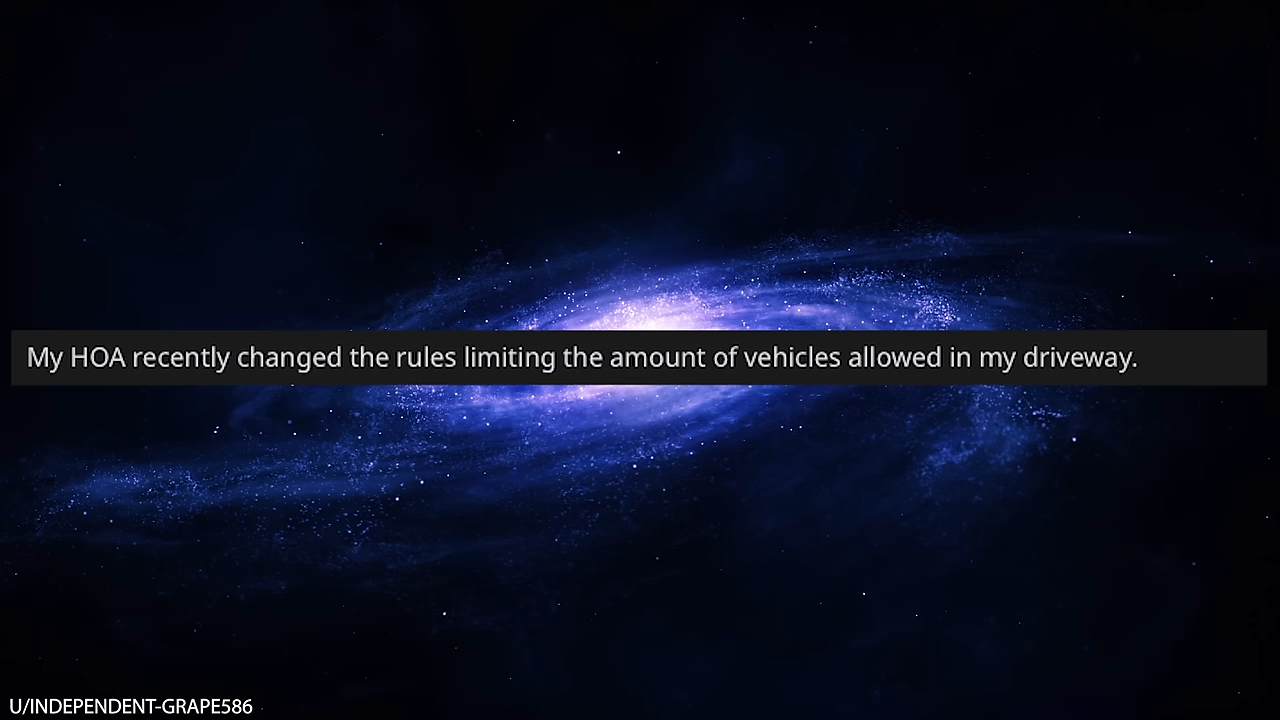 My HOA recently changed the rules limiting the amount of vehicles allowed in my driveway.
U/INDEPENDENT-GRAPE586